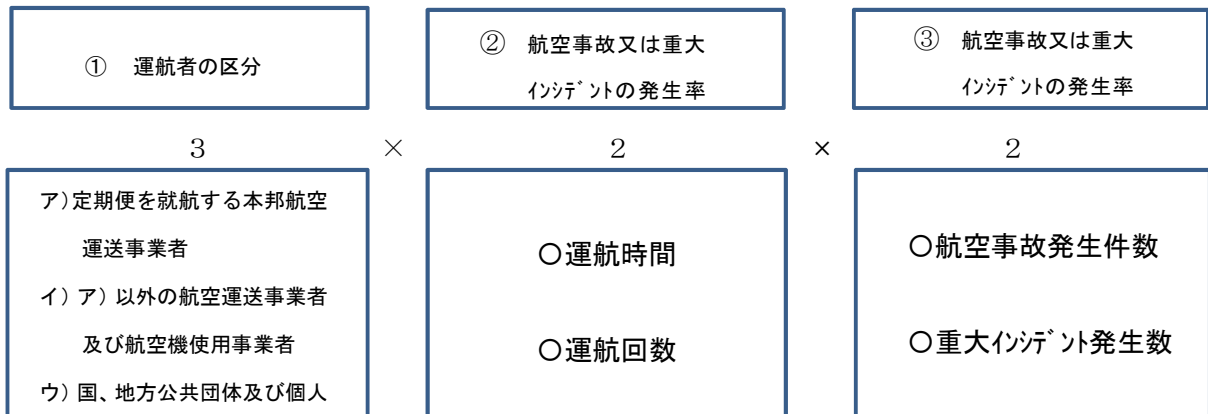 ① 運航者の区分
② 航空事故又は重大
ｲﾝｼﾃﾞﾝﾄの発生率
③ 航空事故又は重大
ｲﾝｼﾃﾞﾝﾄの発生率
3 × 2 × 2
ア）定期便を就航する本邦航空
運送事業者
イ）ア）以外の航空運送事業者
及び航空機使用事業者
ウ）国、地方公共団体及び個人
○運航時間
○運航回数
○航空事故発生件数
○重大ｲﾝｼﾃﾞﾝﾄ発生数